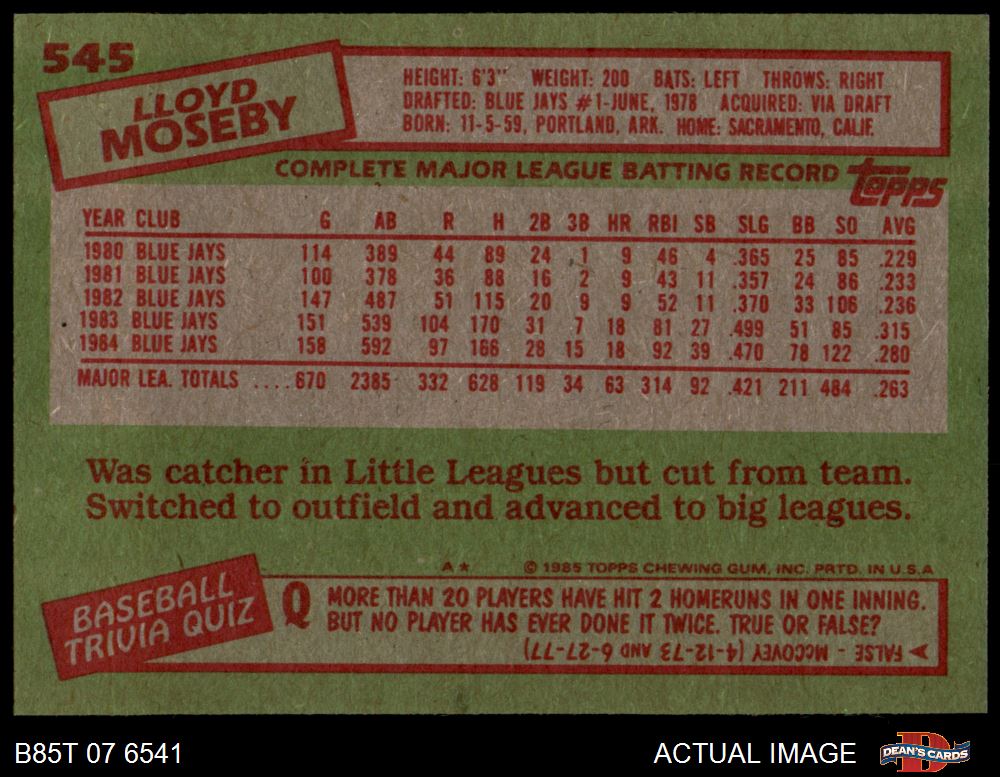 545
LLOYD
MOSEBY
HEIGHT: 6'3" WEIGHT: 200 BATS: LEFT THROWS: RIGHT
DRAFTED: BLUE JAYS #1-JUNE, 1978 ACQUIRED: VIA DRAFT
BORN: 11-5-59, PORTLAND, ARK. HOME: SACRAMENTO, CALIF.
COMPLETE MAJOR LEAGUE BATTING RECORD topps
YEAR CLUB G AB R H 2B 3B HR RBI SB SLG BB SO AVG
1980 BLUE JAYS 114 389 44 89 24 1 9 46 4 .365 25 85 .229
1981 BLUE JAYS 100 378 36 88 16 2 9 43 11 .357 24 86 .233
1982 BLUE JAYS 147 487 51 115 20 9 9 52 11 .370 33 106 .236
1983 BLUE JAYS 151 539 104 170 31 7 18 81 27 .499 51 85 .315
1984 BLUE JAYS 158 592 97 166 28 15 18 92 39 .470 78 122 .280
MAJOR LEA. TOTALS ....670 2385 332 628 119 34 63 314 92 .421 211 484 .263
Was catcher in Little Leagues but cut from team.
Switched to outfield and advanced to big leagues.
A★ © 1985 TOPPS CHEWING GUM, INC. PRTD. IN U.S.A
BASEBALL
TRIVIA QUIZ
Q MORE THAN 20 PLAYERS HAVE HIT 2 HOMERUNS IN ONE INNING.
BUT NO PLAYER HAS EVER DONE IT TWICE. TRUE OR FALSE?
FALSE - MCCOVEY (4-12-73 AND 6-27-77)
B85T 07 6541
ACTUAL IMAGE
D
DEAN'S CARDS